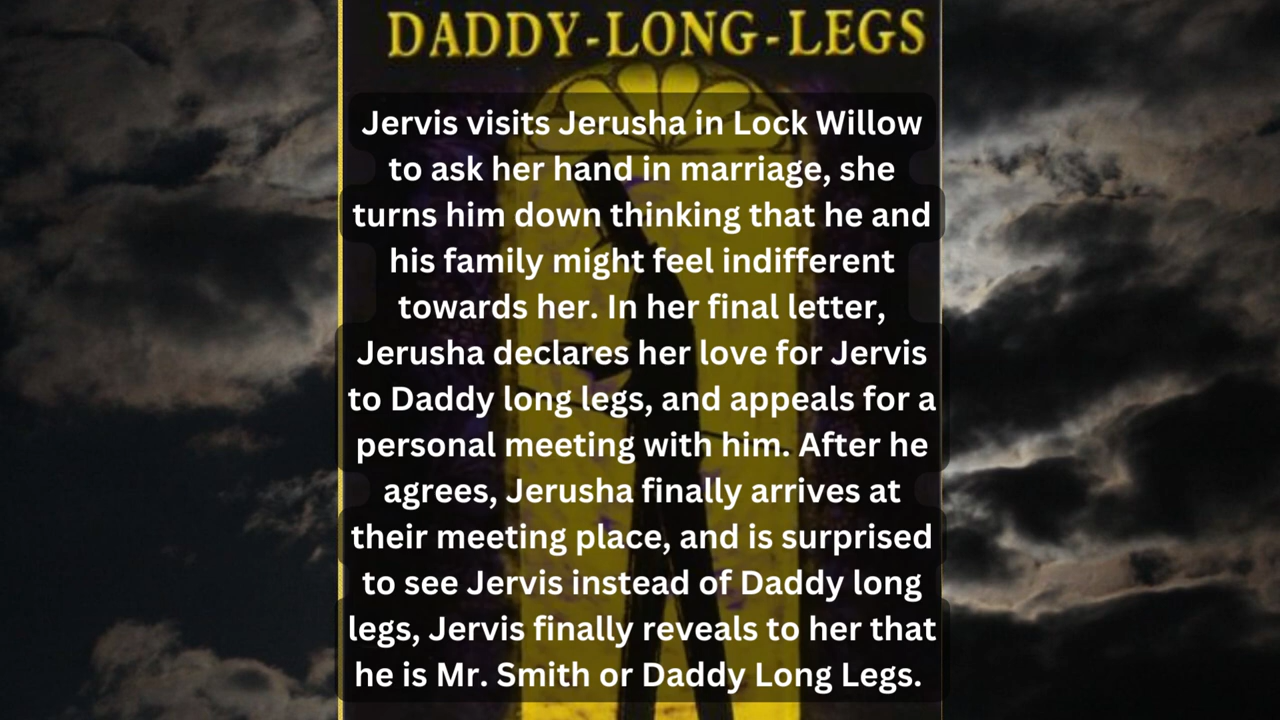 DADDY-LONG-LEGS
Jervis visits Jerusha in Lock Willow
to ask her hand in marriage, she
turns him down thinking that he and
his family might feel indifferent
towards her. In her final letter,
Jerusha declares her love for Jervis
to Daddy long legs, and appeals for a
personal meeting with him. After he
agrees, Jerusha finally arrives at
their meeting place, and is surprised
to see Jervis instead of Daddy long
legs, Jervis finally reveals to her that
he is Mr. Smith or Daddy Long Legs.